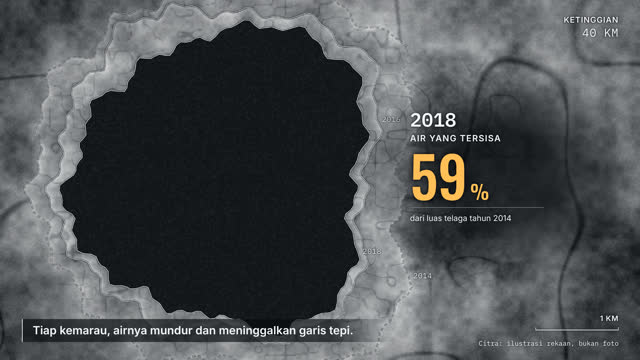 KETINGGIAN
40 KM
2016
2018
AIR YANG TERSISA
59 %
dari luas telaga tahun 2014
2018
2014
Tiap kemarau, airnya mundur dan meninggalkan garis tepi.
1 KM
Citra: ilustrasi rekaan, bukan foto